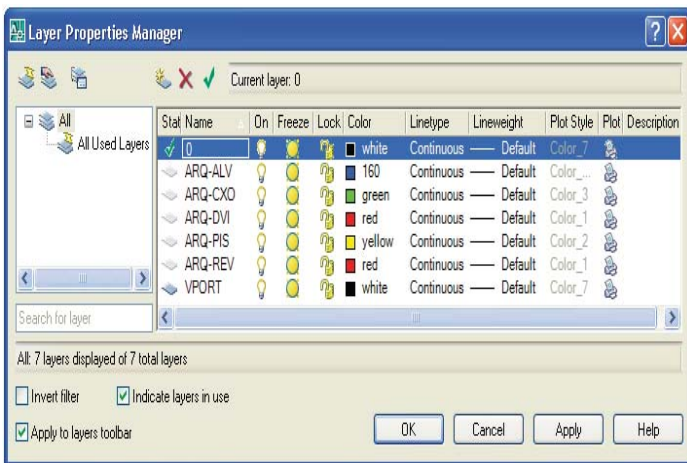 Layer Properties Manager
Current layer: 0
All
All Used Layers
Stat Name On Freeze Lock Color Linetype Lineweight Plot Style Plot Description
0 white Continuous Default Color_7
ARQ-ALV 160 Continuous Default Color_...
ARQ-CXO green Continuous Default Color_3
ARQ-DVI red Continuous Default Color_1
ARQ-PIS yellow Continuous Default Color_2
ARQ-REV red Continuous Default Color_1
VPORT white Continuous Default Color_7
Search for layer
All: 7 layers displayed of 7 total layers
Invert filter Indicate layers in use
Apply to layers toolbar OK Cancel Apply Help